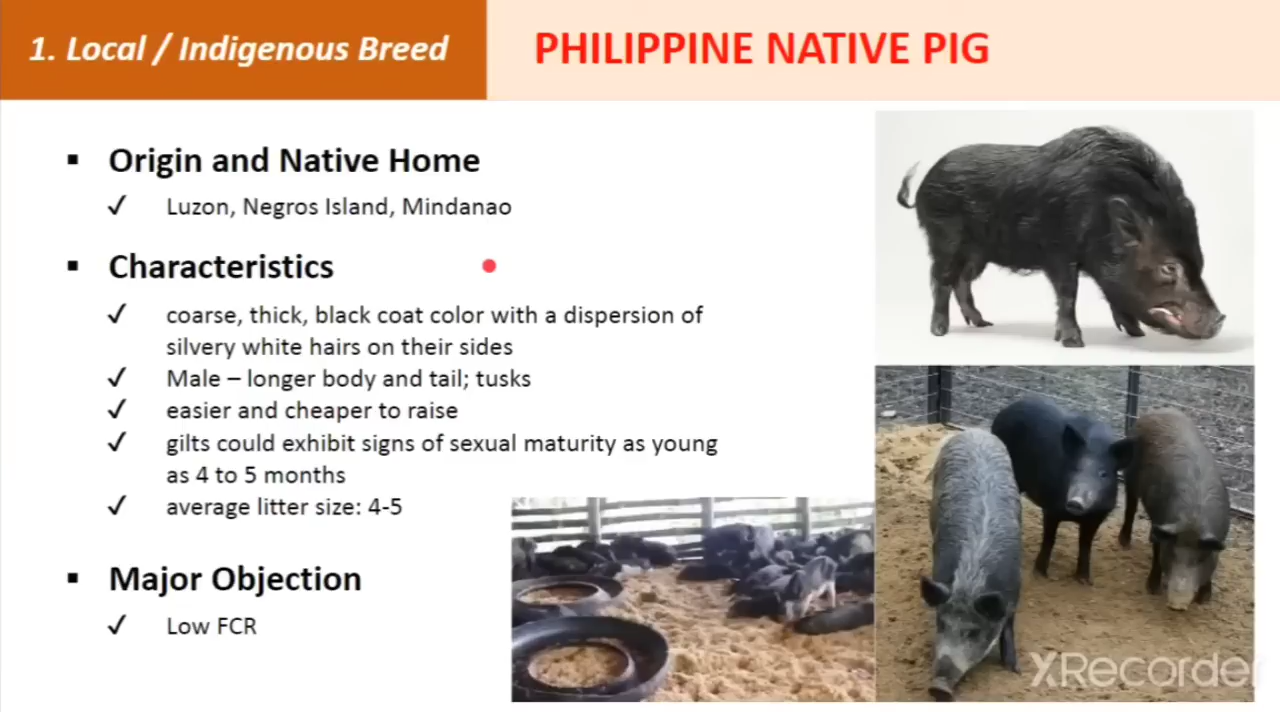 1. Local / Indigenous Breed
PHILIPPINE NATIVE PIG
▪ Origin and Native Home
✓ Luzon, Negros Island, Mindanao
▪ Characteristics
✓ coarse, thick, black coat color with a dispersion of
silvery white hairs on their sides
✓ Male – longer body and tail; tusks
✓ easier and cheaper to raise
✓ gilts could exhibit signs of sexual maturity as young
as 4 to 5 months
✓ average litter size: 4-5
▪ Major Objection
✓ Low FCR
XRecorder